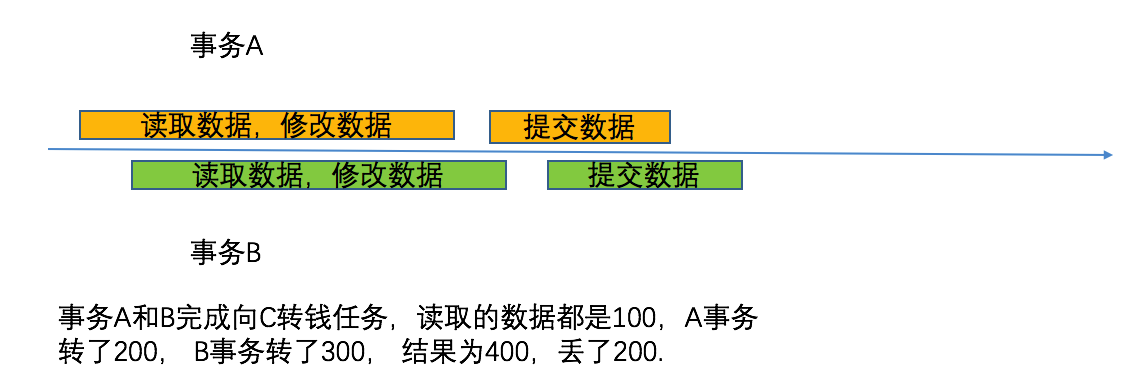 事务A
读取数据，修改数据
提交数据
读取数据，修改数据
提交数据
事务B
事务A和B完成向C转钱任务，读取的数据都是100，A事务
转了200， B事务转了300， 结果为400，丢了200.